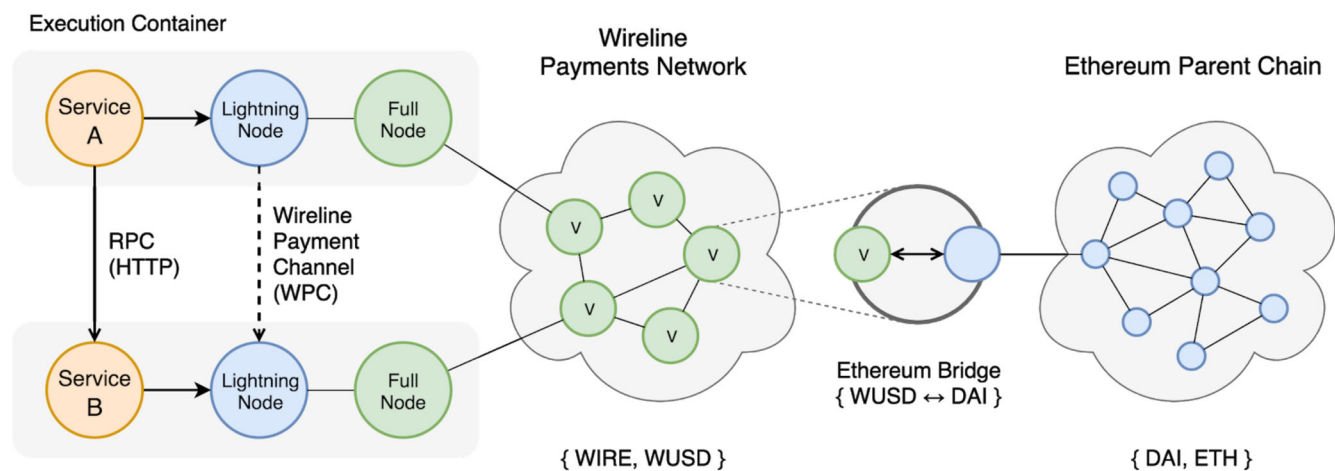 Execution Container
Wireline
Payments Network
Ethereum Parent Chain
Service
A
Lightning
Node
Full
Node
RPC
(HTTP)
Wireline
Payment
Channel
(WPC)
V
V
V
V
V
V
Service
B
Lightning
Node
Full
Node
Ethereum Bridge
{ WUSD ↔ DAI }
{ WIRE, WUSD }
{ DAI, ETH }